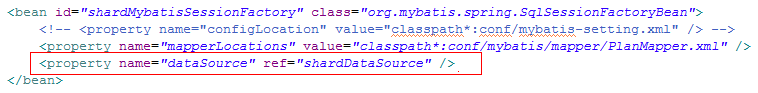 <bean id="shardMybatisSessionFactory" class="org.mybatis.spring.SqlSessionFactoryBean">
<!-- <property name="configLocation" value="classpath*:conf/mybatis-setting.xml" /> -->
<property name="mapperLocations" value="classpath*:conf/mybatis/mapper/PlanMapper.xml" />
<property name="dataSource" ref="shardDataSource" />
</bean>